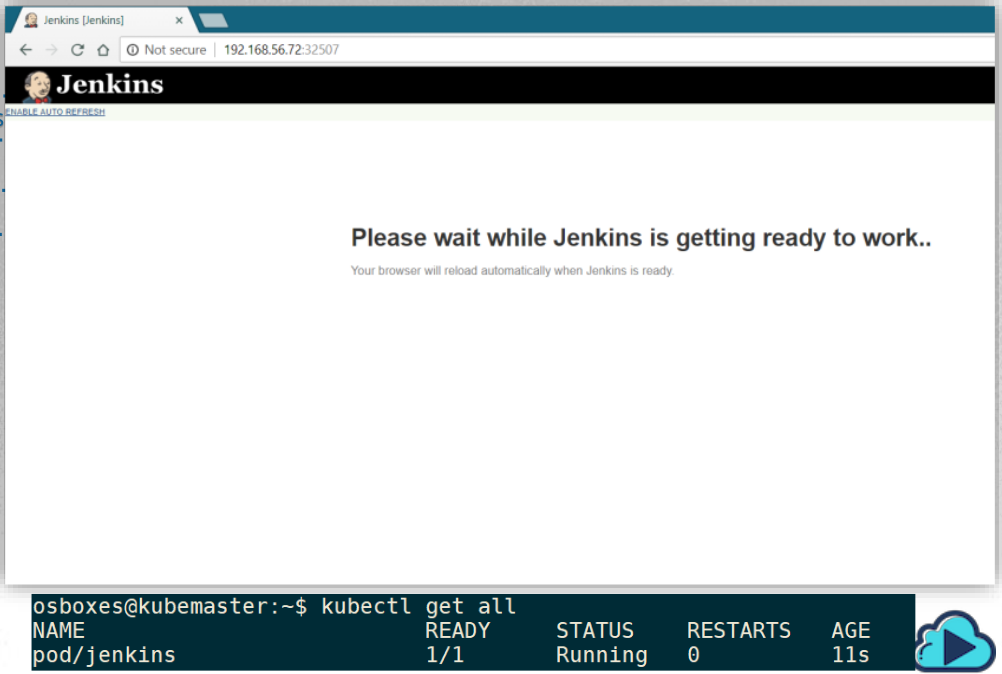 Jenkins [Jenkins]
Not secure | 192.168.56.72:32507
Jenkins
ENABLE AUTO REFRESH
Please wait while Jenkins is getting ready to work..
Your browser will reload automatically when Jenkins is ready.
osboxes@kubemaster:~$ kubectl get all
NAME READY STATUS RESTARTS AGE
pod/jenkins 1/1 Running 0 11s